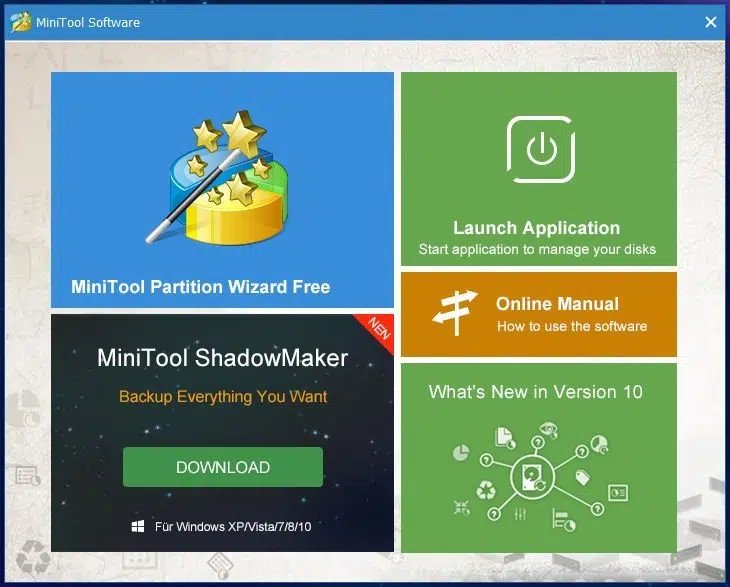 MiniTool Software
MiniTool Partition Wizard Free
Launch Application
Start application to manage your disks
Online Manual
How to use the software
NEN
MiniTool ShadowMaker
Backup Everything You Want
DOWNLOAD
Für Windows XP/Vista/7/8/10
What's New in Version 10